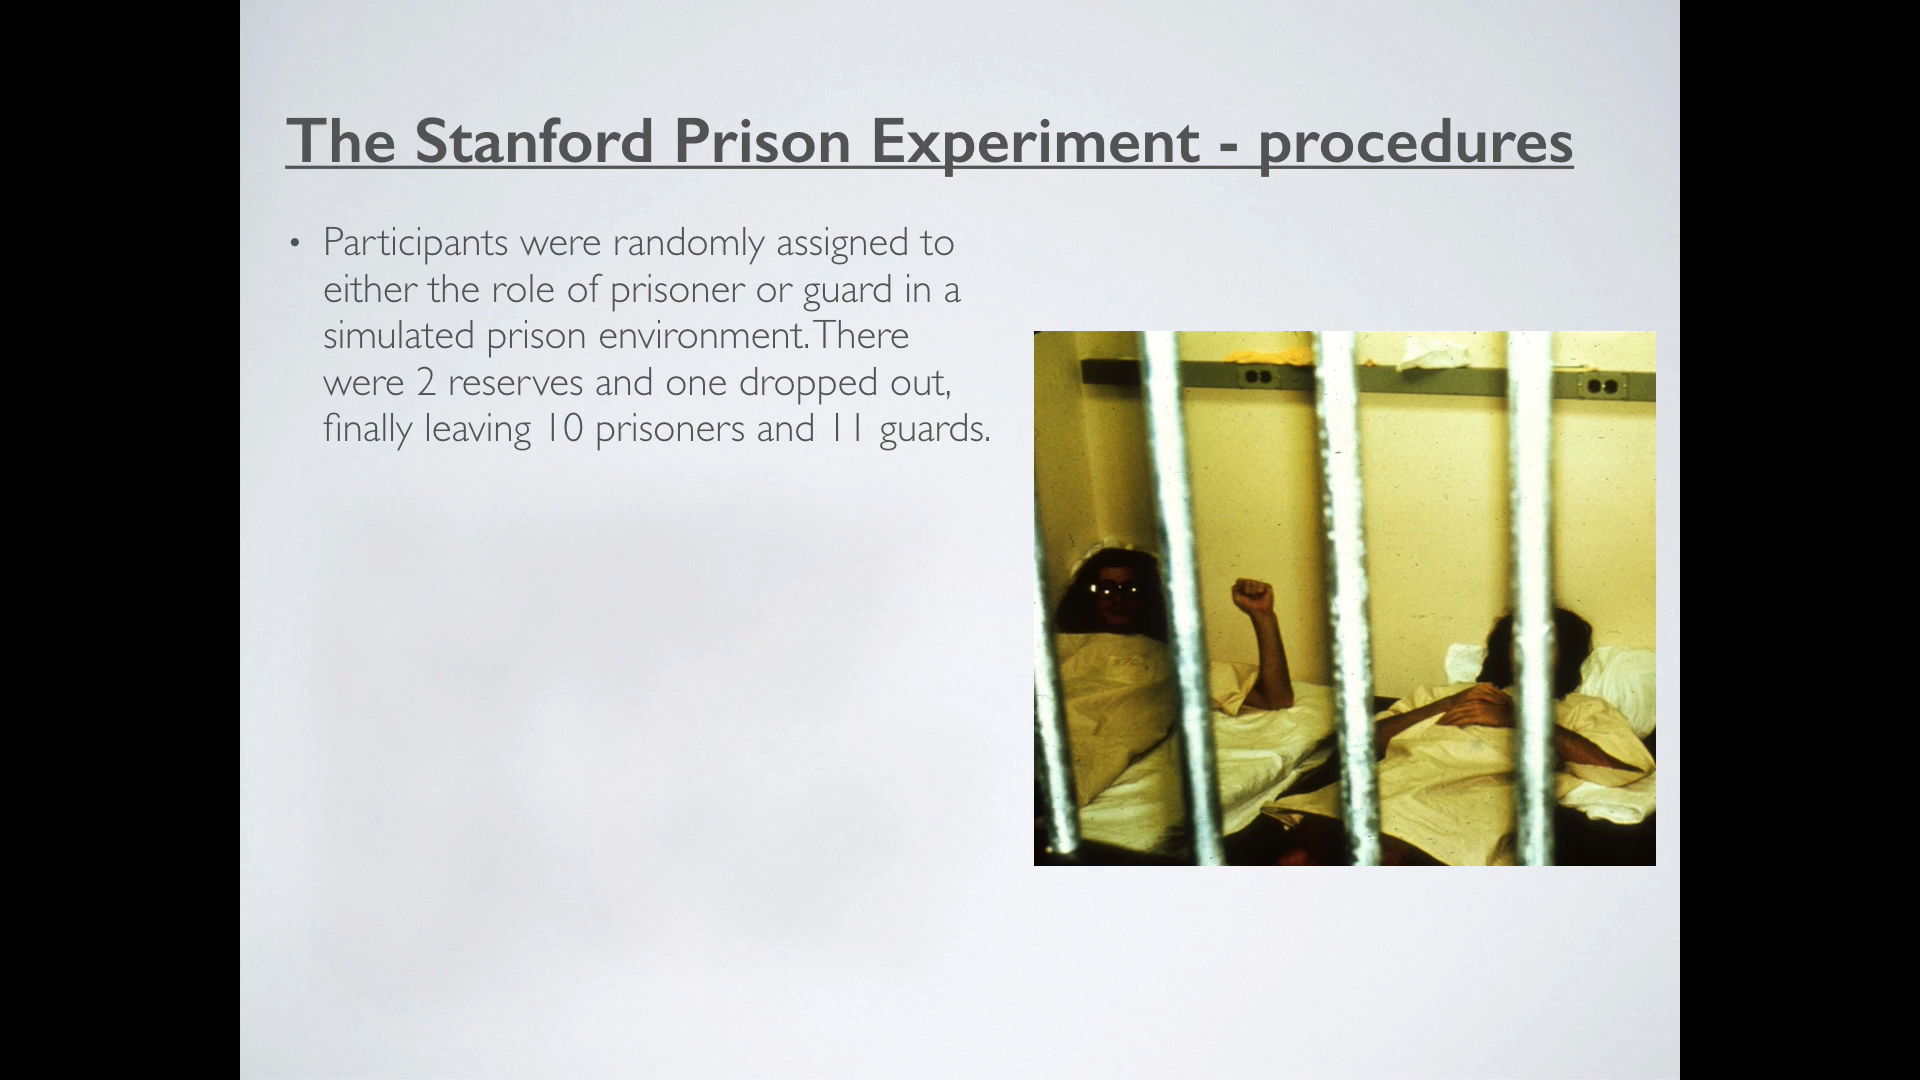 The Stanford Prison Experiment - procedures
• Participants were randomly assigned to
either the role of prisoner or guard in a
simulated prison environment. There
were 2 reserves and one dropped out,
finally leaving 10 prisoners and 11 guards.